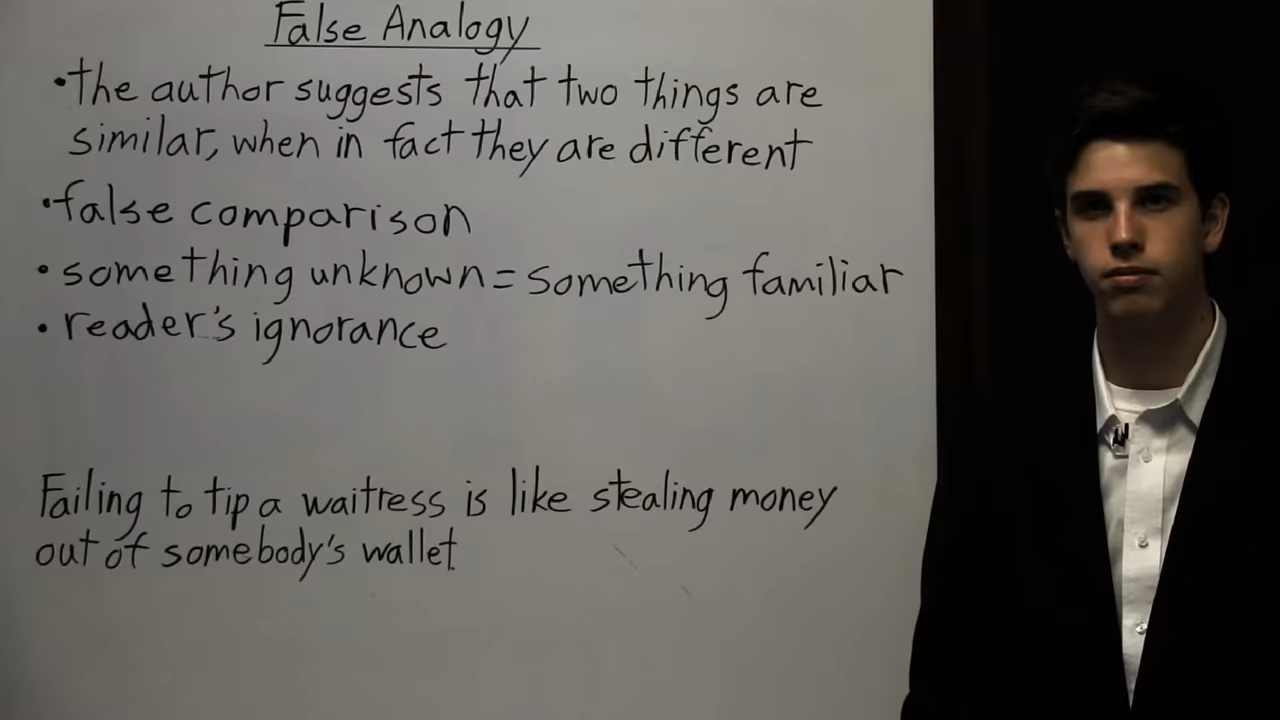 False Analogy
•the author suggests that two things are
similar, when in fact they are different
•false comparison
• something unknown = something familiar
• reader's ignorance
Failing to tip a waitress is like stealing money
out of somebody's wallet